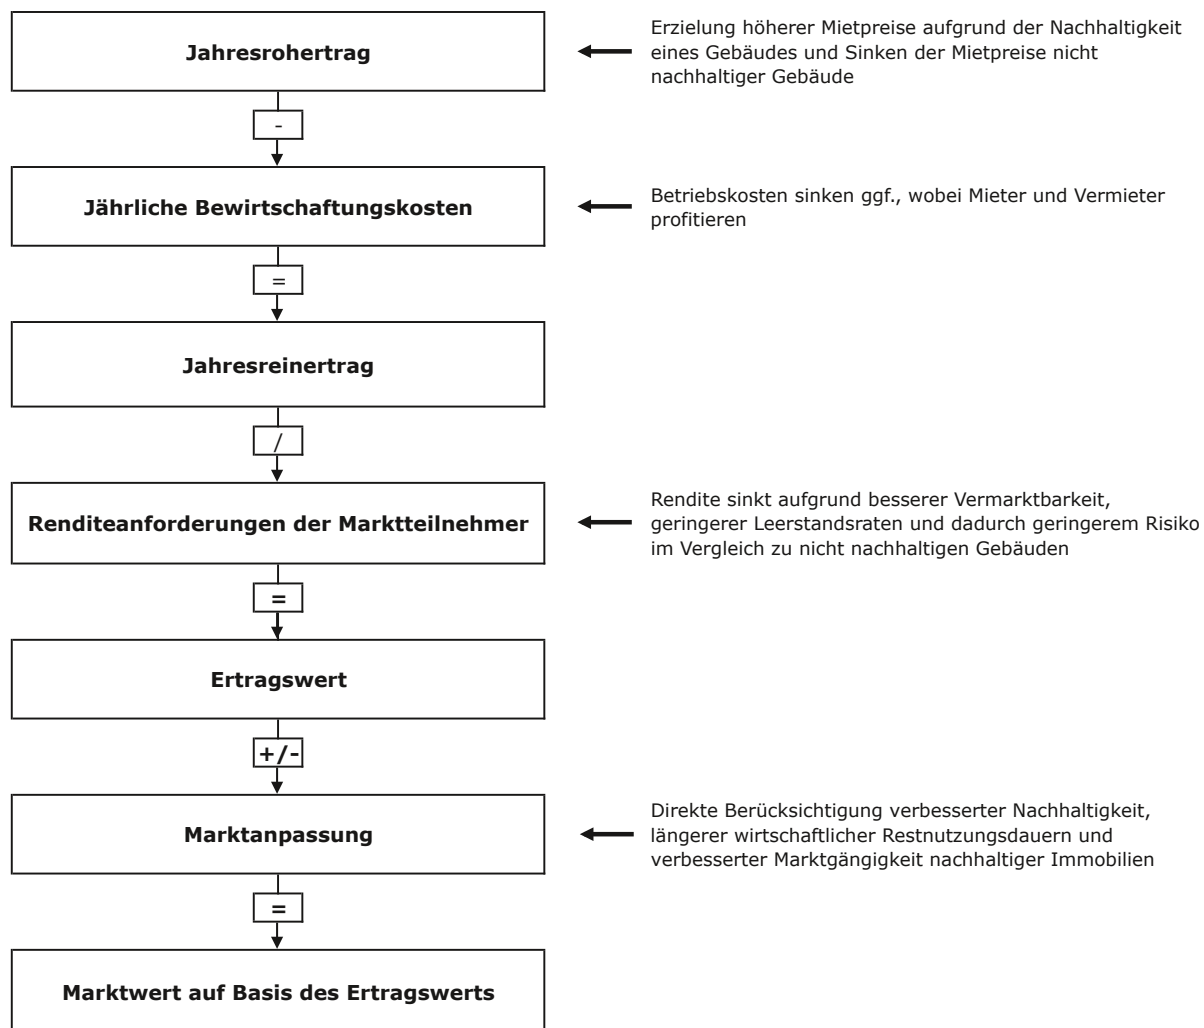 Jahresrohertrag
Erzielung höherer Mietpreise aufgrund der Nachhaltigkeit
eines Gebäudes und Sinken der Mietpreise nicht
nachhaltiger Gebäude
-
Jährliche Bewirtschaftungskosten
Betriebskosten sinken ggf., wobei Mieter und Vermieter
profitieren
=
Jahresreinertrag
/
Renditeanforderungen der Marktteilnehmer
Rendite sinkt aufgrund besserer Vermarktbarkeit,
geringerer Leerstandsraten und dadurch geringerem Risiko
im Vergleich zu nicht nachhaltigen Gebäuden
=
Ertragswert
+/-
Marktanpassung
Direkte Berücksichtigung verbesserter Nachhaltigkeit,
längerer wirtschaftlicher Restnutzungsdauern und
verbesserter Marktgängigkeit nachhaltiger Immobilien
=
Marktwert auf Basis des Ertragswerts